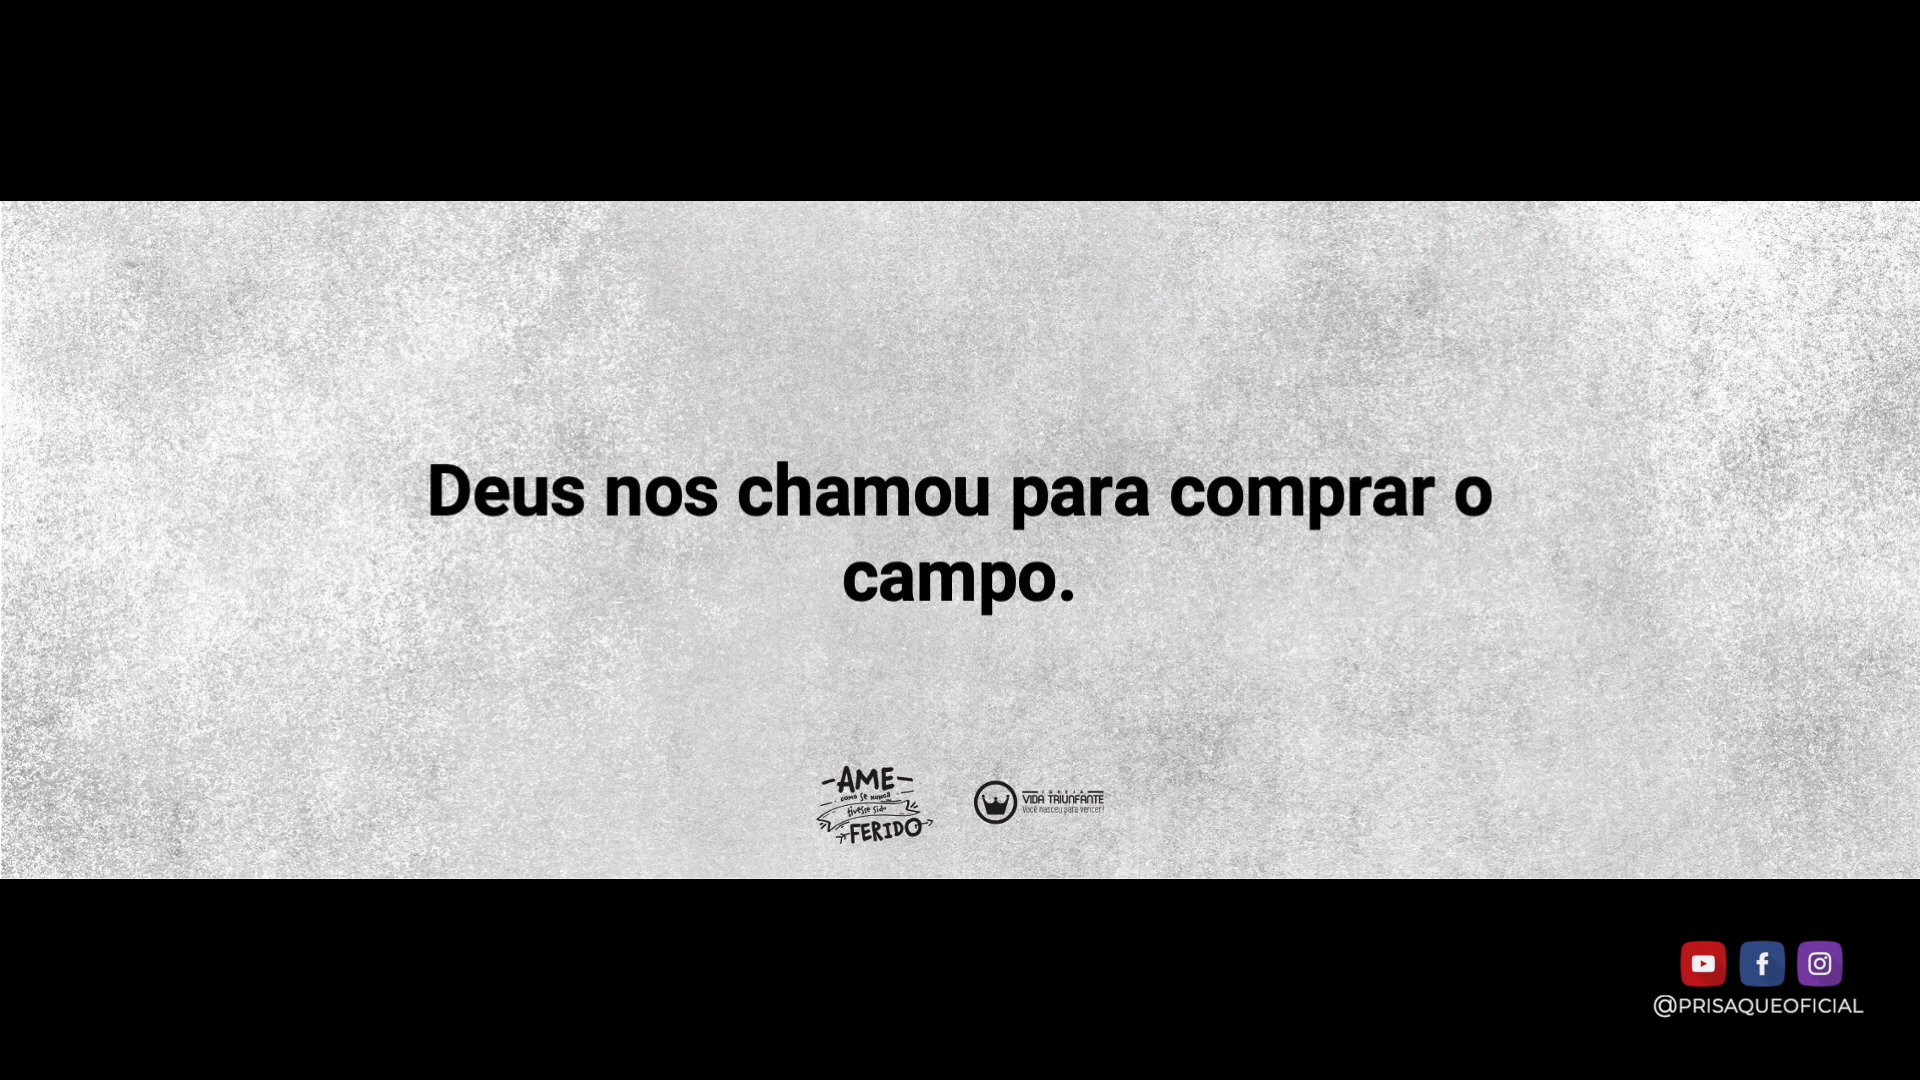 Deus nos chamou para comprar o
campo.
-AME-
COMO SE NUNCA
tivesse sido
FERIDO
IGREJA
VIDA TRIUNFANTE
Você nasceu para vencer!
@PRISAQUEOFICIAL